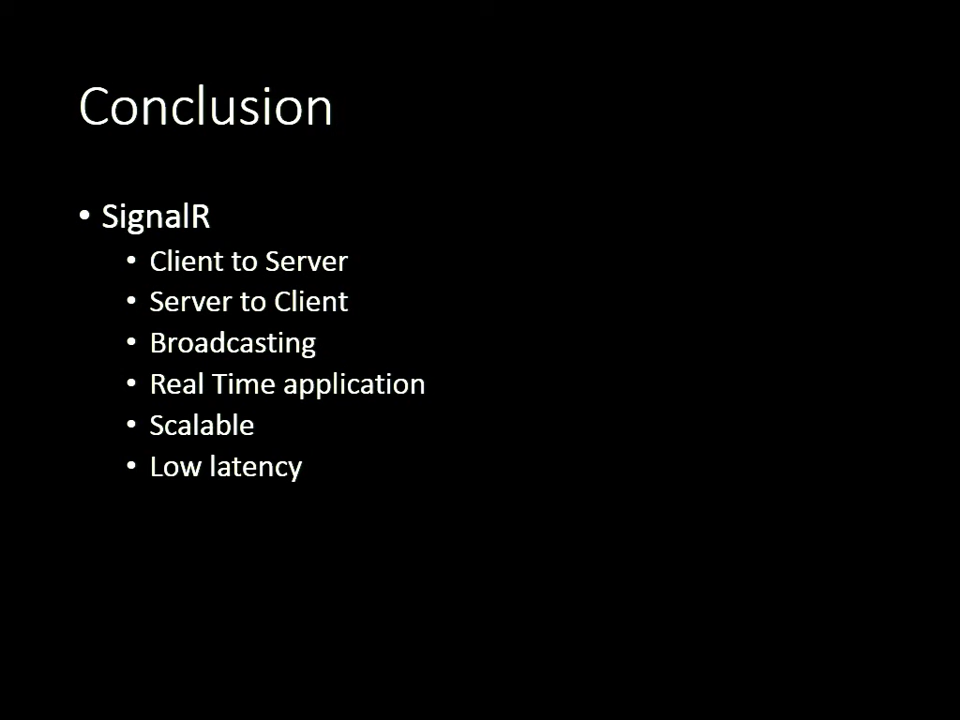 Conclusion
• SignalR
• Client to Server
• Server to Client
• Broadcasting
• Real Time application
• Scalable
• Low latency